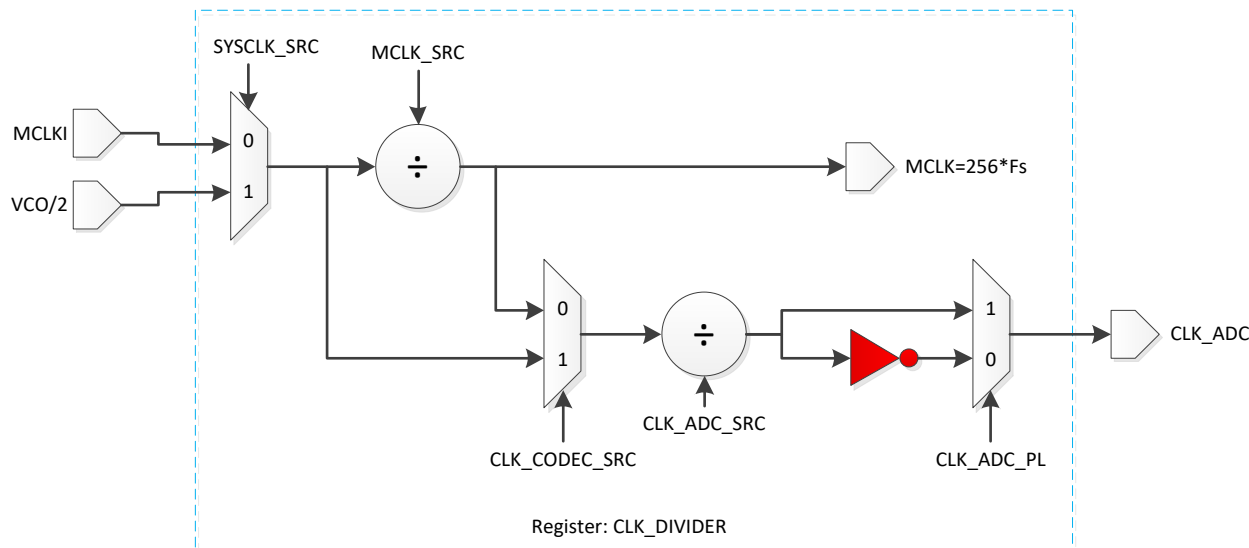 SYSCLK_SRC
MCLK_SRC
MCLKI
0
÷
MCLK=256*Fs
1
VCO/2
0
÷
1
CLK_ADC
1
0
CLK_ADC_SRC
CLK_CODEC_SRC
CLK_ADC_PL
Register: CLK_DIVIDER